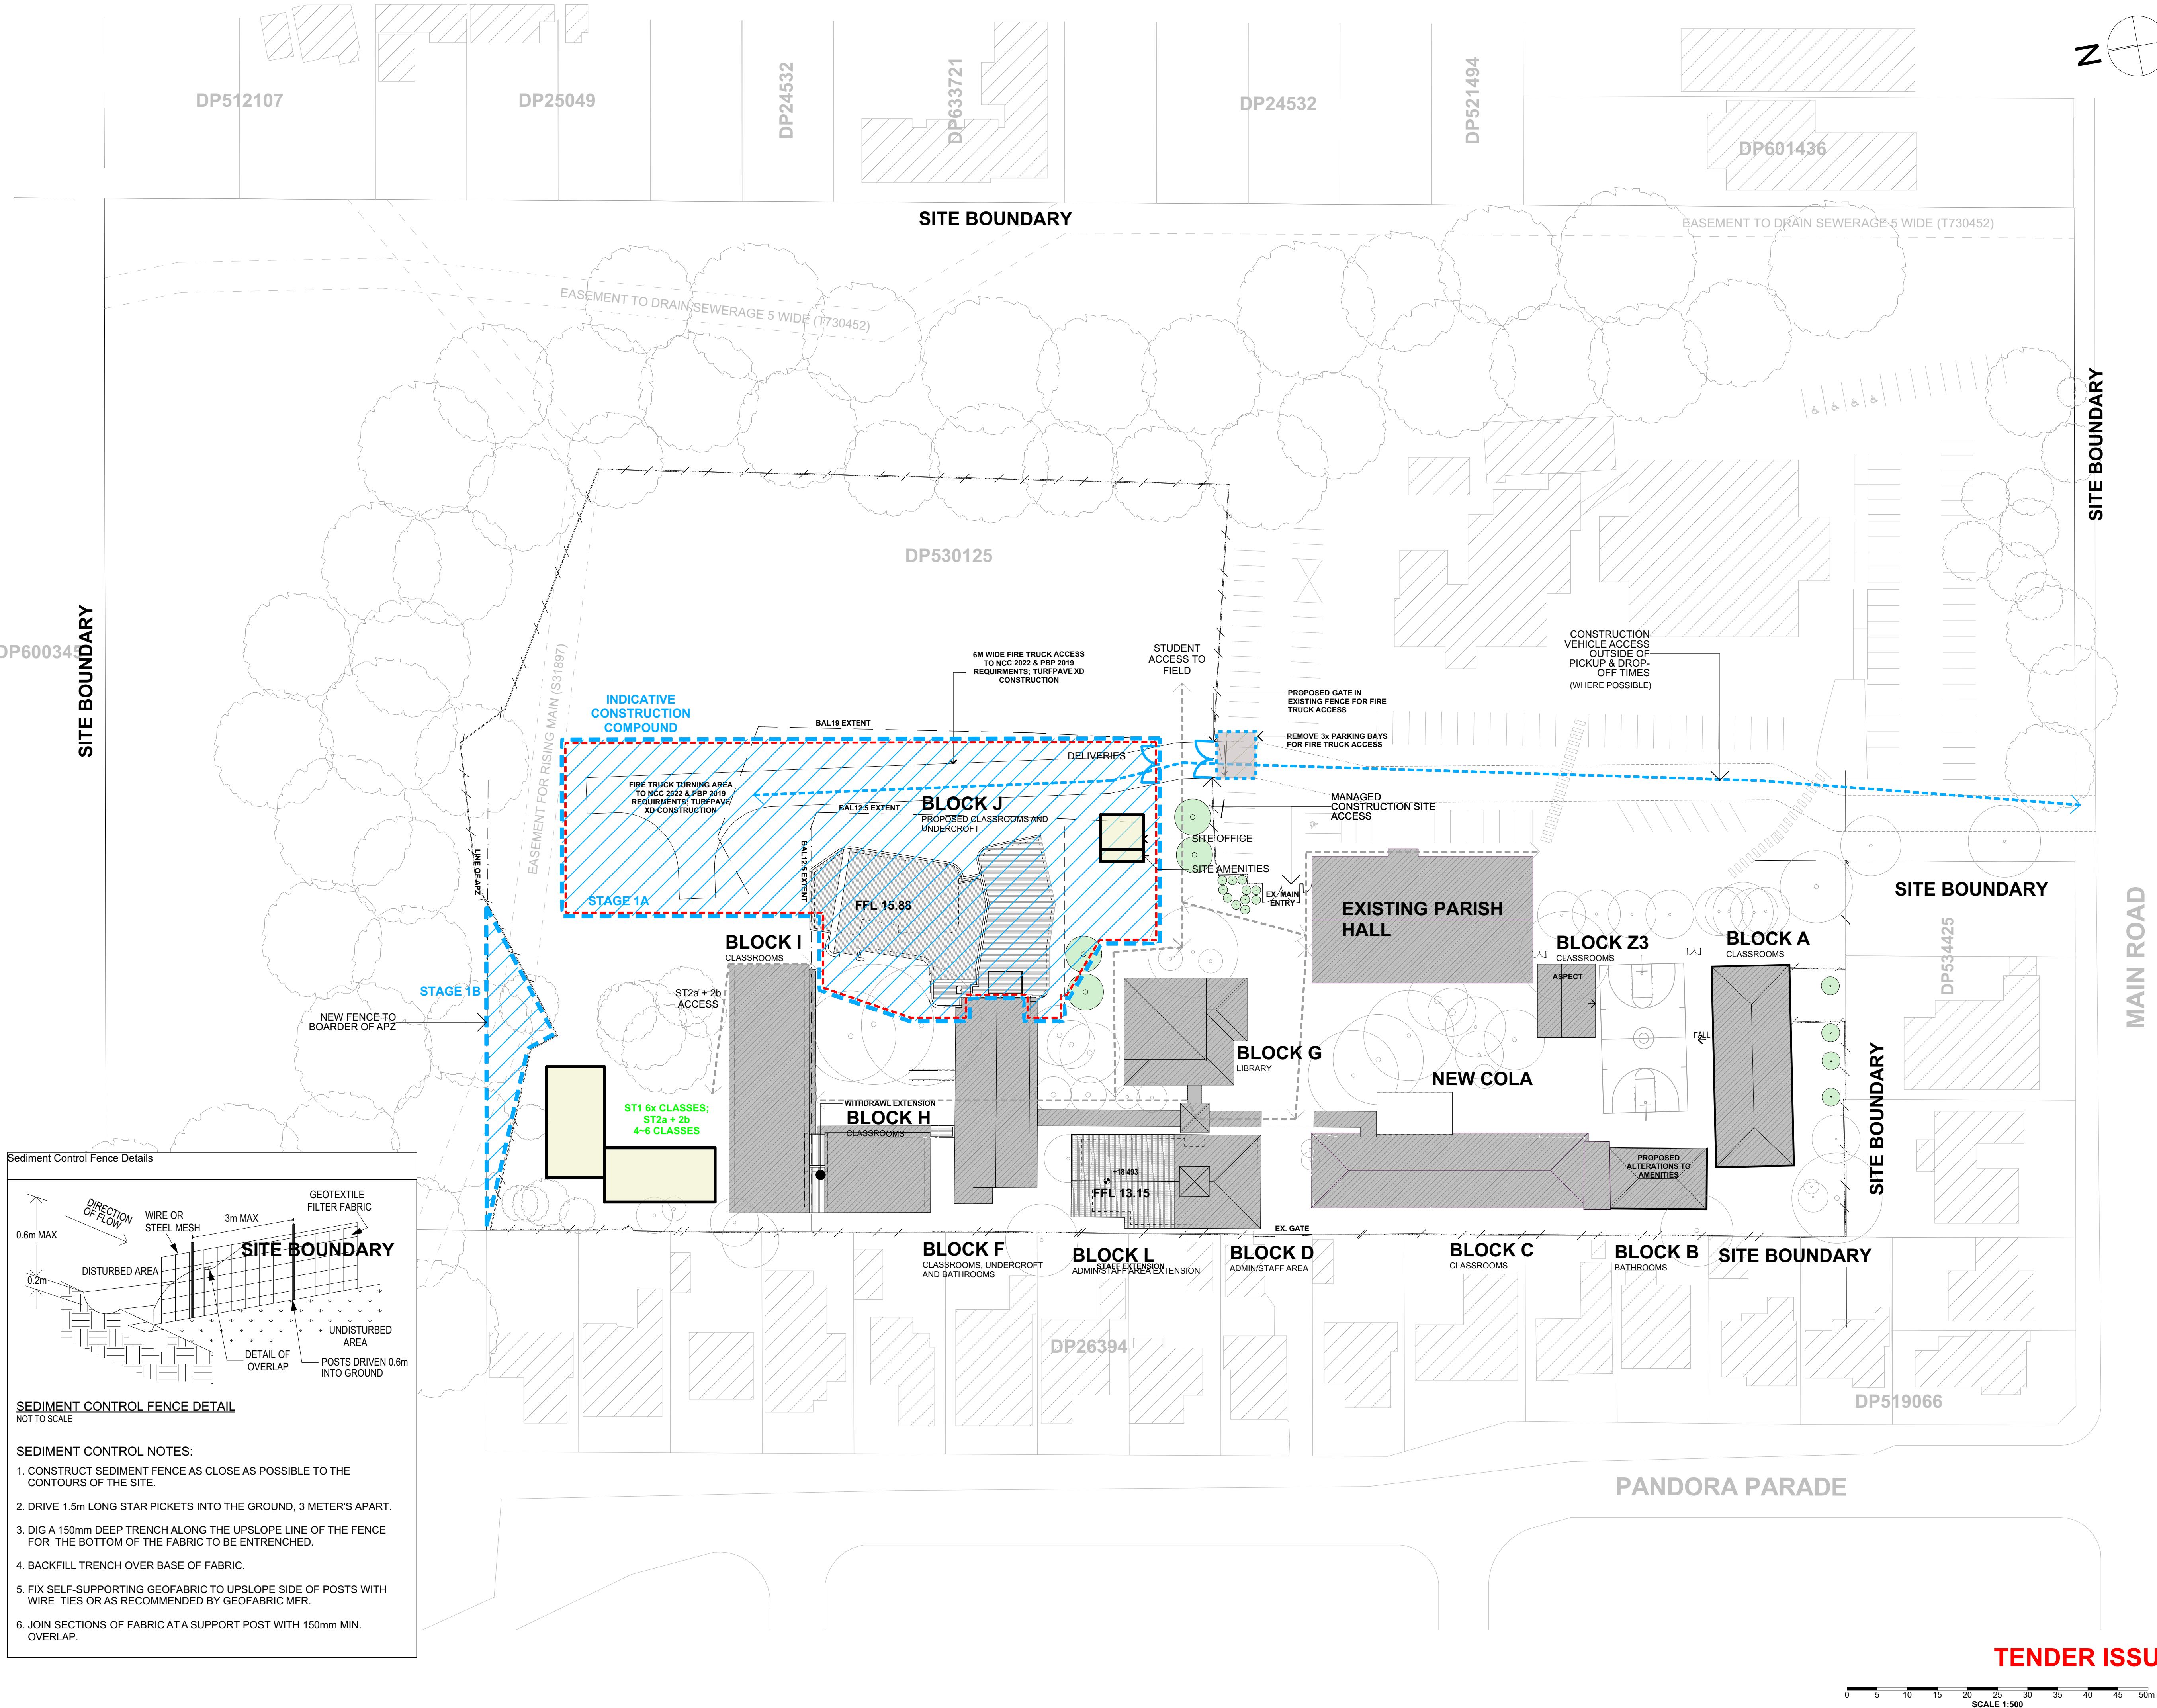 N
DP512107
DP25049
DP24532
DP633721
DP24532
DP521494
DP601436
SITE BOUNDARY
EASEMENT TO DRAIN SEWERAGE 5 WIDE (T730452)
EASEMENT TO DRAIN SEWERAGE 5 WIDE (T730452)
SITE BOUNDARY
DP530125
DP600345
SITE BOUNDARY
EASEMENT FOR RISING MAIN (S31897)
INDICATIVE
CONSTRUCTION
COMPOUND
6M WIDE FIRE TRUCK ACCESS
TO NCC 2022 & PBP 2019
REQUIRMENTS; TURFPAVE XD
CONSTRUCTION
STUDENT
ACCESS TO
FIELD
CONSTRUCTION
VEHICLE ACCESS
OUTSIDE OF
PICKUP & DROP-
OFF TIMES
(WHERE POSSIBLE)
PROPOSED GATE IN
EXISTING FENCE FOR FIRE
TRUCK ACCESS
REMOVE 3x PARKING BAYS
FOR FIRE TRUCK ACCESS
BAL19 EXTENT
DELIVERIES
FIRE TRUCK TURNING AREA
TO NCC 2022 & PBP 2019
REQUIRMENTS; TURFPAVE
XD CONSTRUCTION
BAL12.5 EXTENT
BLOCK J
PROPOSED CLASSROOMS AND
UNDERCROFT
MANAGED
CONSTRUCTION SITE
ACCESS
SITE OFFICE
SITE AMENITIES
LINE OF APZ
BAL12.5 EXTENT
STAGE 1A
FFL 15.88
EX. MAIN
ENTRY
EXISTING PARISH
HALL
SITE BOUNDARY
MAIN ROAD
DP534425
BLOCK I
CLASSROOMS
BLOCK Z3
CLASSROOMS
ASPECT
BLOCK A
CLASSROOMS
STAGE 1B
ST2a + 2b
ACCESS
NEW FENCE TO
BOARDER OF APZ
FALL
BLOCK G
LIBRARY
NEW COLA
SITE BOUNDARY
ST1 6x CLASSES;
ST2a + 2b
4~6 CLASSES
WITHDRAWL EXTENSION
BLOCK H
CLASSROOMS
+18 493
FFL 13.15
PROPOSED
ALTERATIONS TO
AMENITIES
EX. GATE
BLOCK F
CLASSROOMS, UNDERCROFT
AND BATHROOMS
BLOCK L
STAFF EXTENSION
ADMIN/STAFF AREA EXTENSION
BLOCK D
ADMIN/STAFF AREA
BLOCK C
CLASSROOMS
BLOCK B
BATHROOMS
SITE BOUNDARY
DP26394
DP519066
PANDORA PARADE
Sediment Control Fence Details
0.6m MAX
0.2m
DIRECTION
OF FLOW
WIRE OR
STEEL MESH
3m MAX
GEOTEXTILE
FILTER FABRIC
SITE BOUNDARY
DISTURBED AREA
UNDISTURBED
AREA
DETAIL OF
OVERLAP
POSTS DRIVEN 0.6m
INTO GROUND
SEDIMENT CONTROL FENCE DETAIL
NOT TO SCALE
SEDIMENT CONTROL NOTES:
1. CONSTRUCT SEDIMENT FENCE AS CLOSE AS POSSIBLE TO THE
CONTOURS OF THE SITE.
2. DRIVE 1.5m LONG STAR PICKETS INTO THE GROUND, 3 METER'S APART.
3. DIG A 150mm DEEP TRENCH ALONG THE UPSLOPE LINE OF THE FENCE
FOR THE BOTTOM OF THE FABRIC TO BE ENTRENCHED.
4. BACKFILL TRENCH OVER BASE OF FABRIC.
5. FIX SELF-SUPPORTING GEOFABRIC TO UPSLOPE SIDE OF POSTS WITH
WIRE TIES OR AS RECOMMENDED BY GEOFABRIC MFR.
6. JOIN SECTIONS OF FABRIC AT A SUPPORT POST WITH 150mm MIN.
OVERLAP.
TENDER ISSU
0 5 10 15 20 25 30 35 40 45 50m
SCALE 1:500